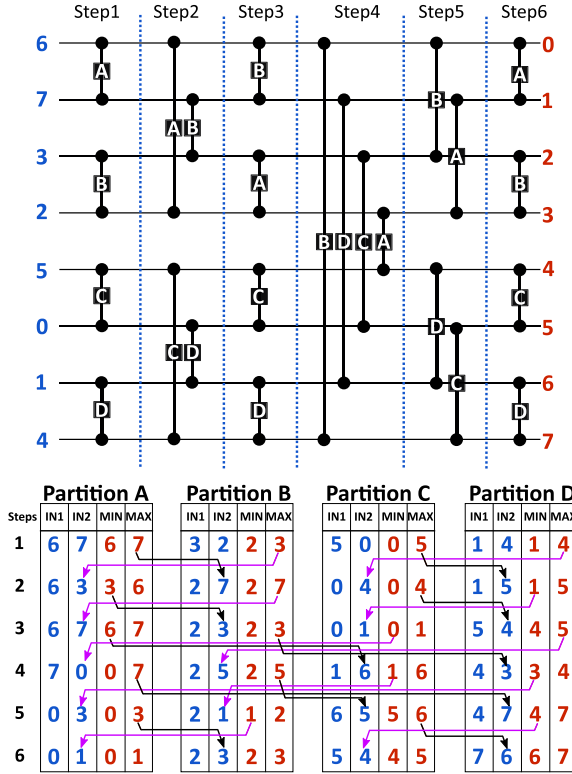 Step1 Step2 Step3 Step4 Step5 Step6
6 0
A B A
7 1
A B B
3 2
B A A B
2 3
B D C A
5 4
C C C
0 D 5
C D
1 C 6
D D D
4 7
Partition A Partition B Partition C Partition D
Steps IN1 IN2 MIN MAX IN1 IN2 MIN MAX IN1 IN2 MIN MAX IN1 IN2 MIN MAX
1 6 7 6 7 3 2 2 3 5 0 0 5 1 4 1 4
2 6 3 3 6 2 7 2 7 0 4 0 4 1 5 1 5
3 6 7 6 7 2 3 2 3 0 1 0 1 5 4 4 5
4 7 0 0 7 2 5 2 5 1 6 1 6 4 3 3 4
5 0 3 0 3 2 1 1 2 6 5 5 6 4 7 4 7
6 0 1 0 1 2 3 2 3 5 4 4 5 7 6 6 7